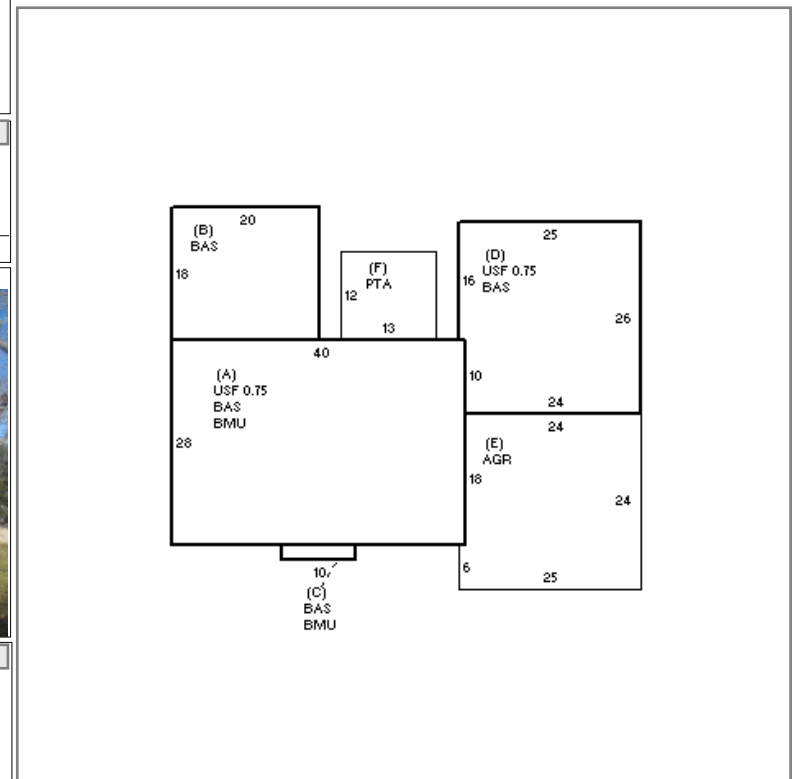 20
(B)
BAS
18
(F)
PTA
12
13
25
(D)
USF 0.75
BAS
16
26
10
24
40
(A)
USF 0.75
BAS
BMU
28
24
(E)
AGR
18
24
6
25
10
(C)
BAS
BMU